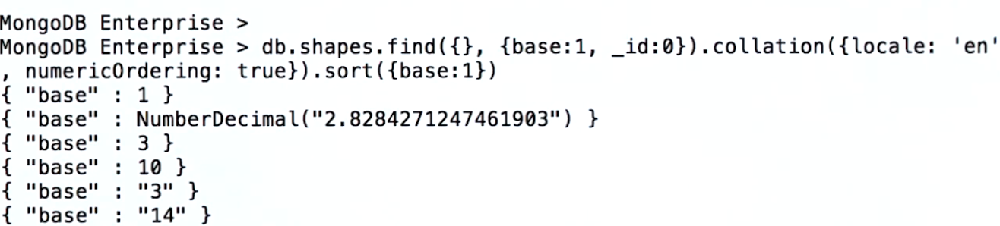 MongoDB Enterprise >
MongoDB Enterprise > db.shapes.find({}, {base:1, _id:0}).collation({locale: 'en'
, numericOrdering: true}).sort({base:1})
{ "base" : 1 }
{ "base" : NumberDecimal("2.8284271247461903") }
{ "base" : 3 }
{ "base" : 10 }
{ "base" : "3" }
{ "base" : "14" }